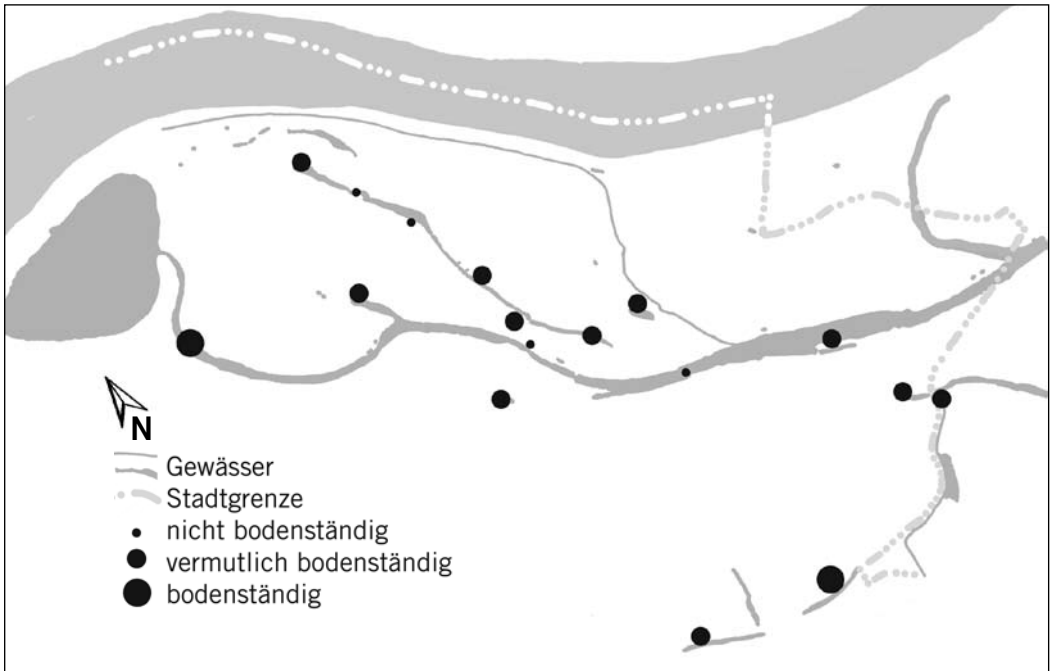 N
Gewässer
Stadtgrenze
nicht bodenständig
vermutlich bodenständig
bodenständig